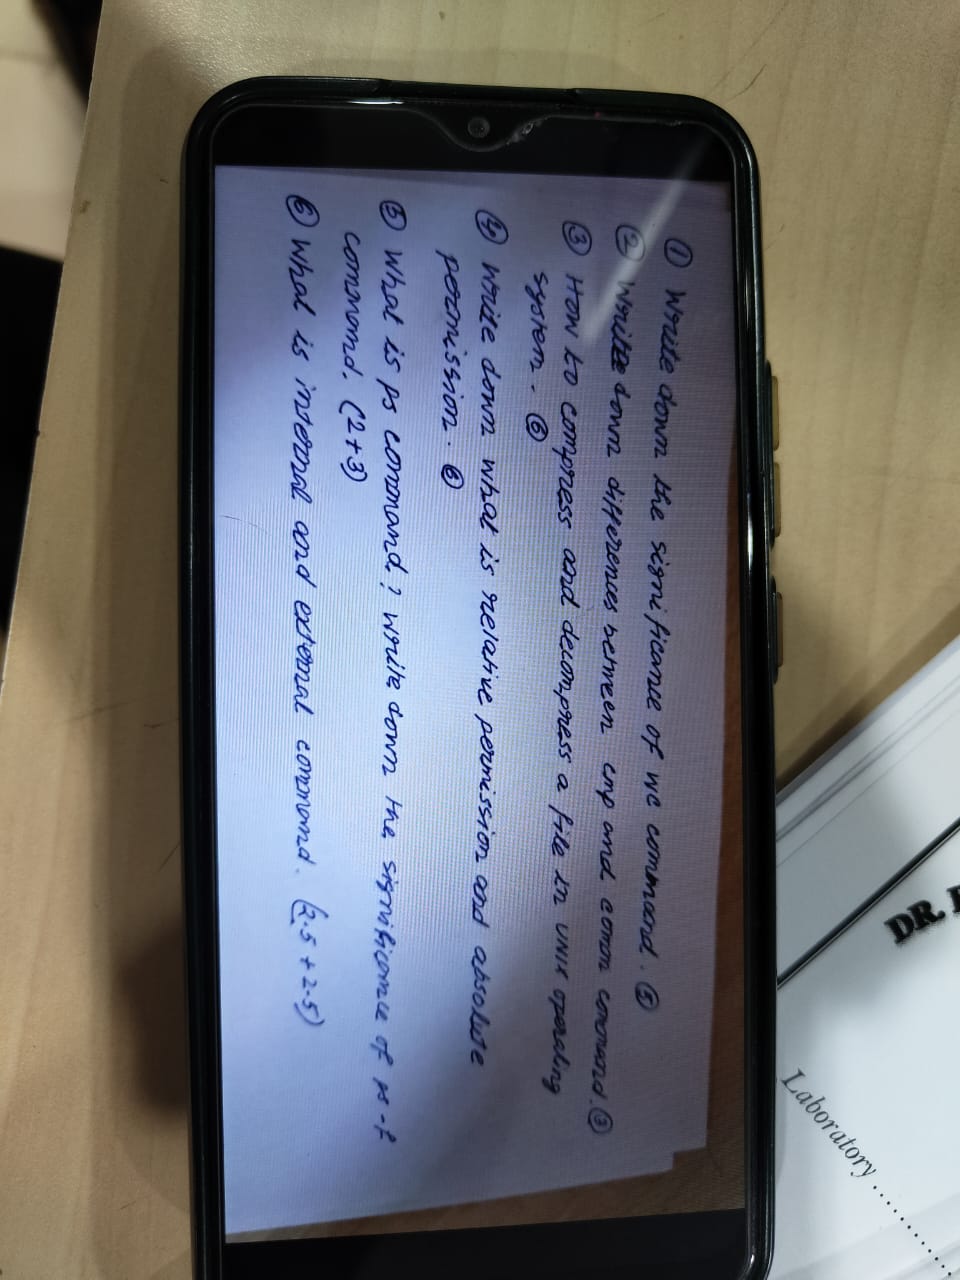 DR.
Laboratory ..............
① Write down the significance of wc command. ⑤
② Write down differences between cmp and comm command. ③
③ How to compress and decompress a file in UNIX operating
system. ⑥
④ Write down what is relative permission and absolute
permission. ⑥
⑤ What is ps command? write down the significance of ps -f
command. (2+3)
⑥ What is internal and external command. (2.5 + 2.5)